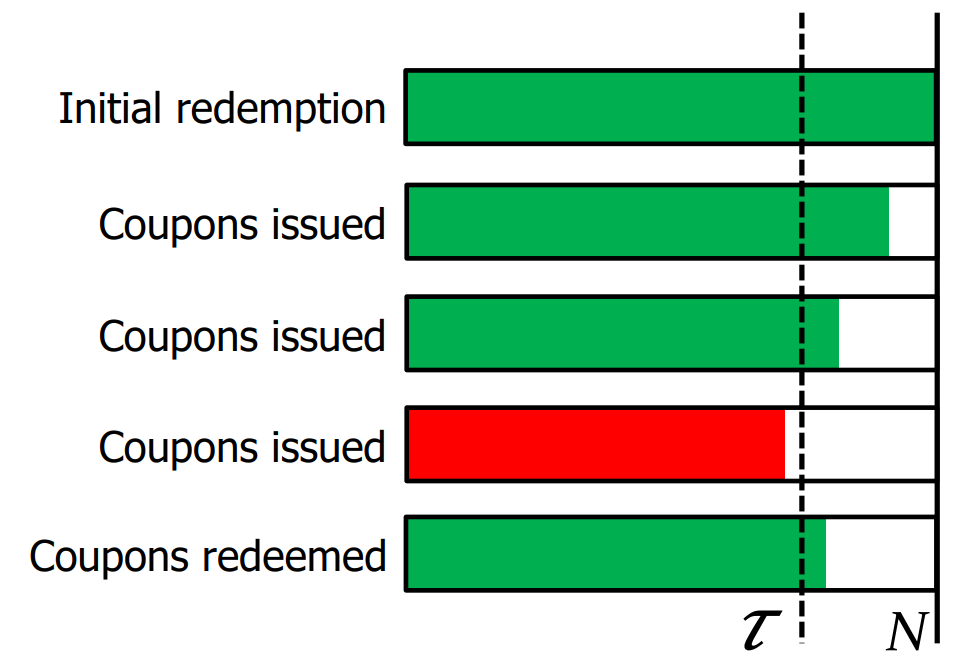 Initial redemption
Coupons issued
Coupons issued
Coupons issued
Coupons redeemed
τ N